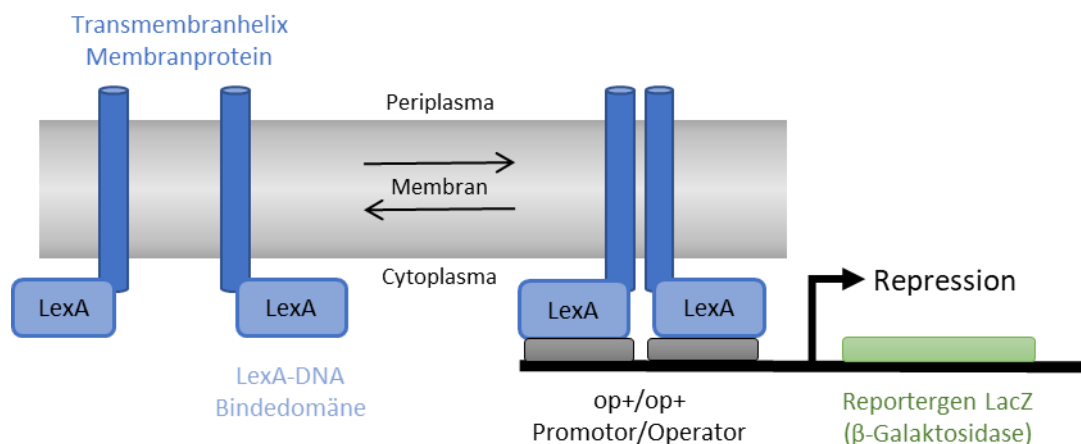 Transmembranhelix
Membranprotein
Periplasma
Membran
Cytoplasma
LexA
LexA
LexA
LexA
Repression
LexA-DNA
Bindedomäne
op+/op+
Promotor/Operator
Reportergen LacZ
(β-Galaktosidase)